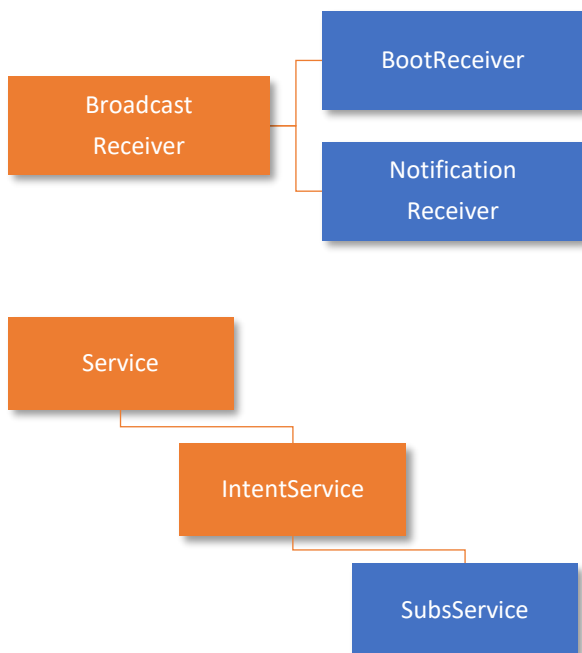 BootReceiver
Broadcast
Receiver
Notification
Receiver
Service
IntentService
SubsService